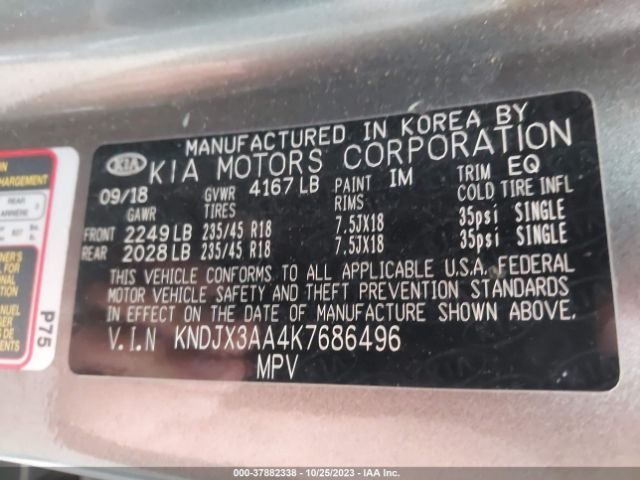 MANUFACTURED IN KOREA BY
KIA KIA MOTORS CORPORATION
09/18 GVWR 4167 LB PAINT IM TRIM EQ
GAWR TIRES RIMS COLD TIRE INFL
FRONT 2249 LB 235/45 R18 7.5JX18 35psi SINGLE
REAR 2028 LB 235/45 R18 7.5JX18 35psi SINGLE
THIS VEHICLE CONFORMS TO ALL APPLICABLE U.S.A. FEDERAL
MOTOR VEHICLE SAFETY AND THEFT PREVENTION STANDARDS
IN EFFECT ON THE DATE OF MANUFACTURE SHOWN ABOVE.
V.I.N KNDJX3AA4K7686496
MPV
REAR
ARRIÈRE
P75
000-37882338 - 10/25/2023 - IAA Inc.